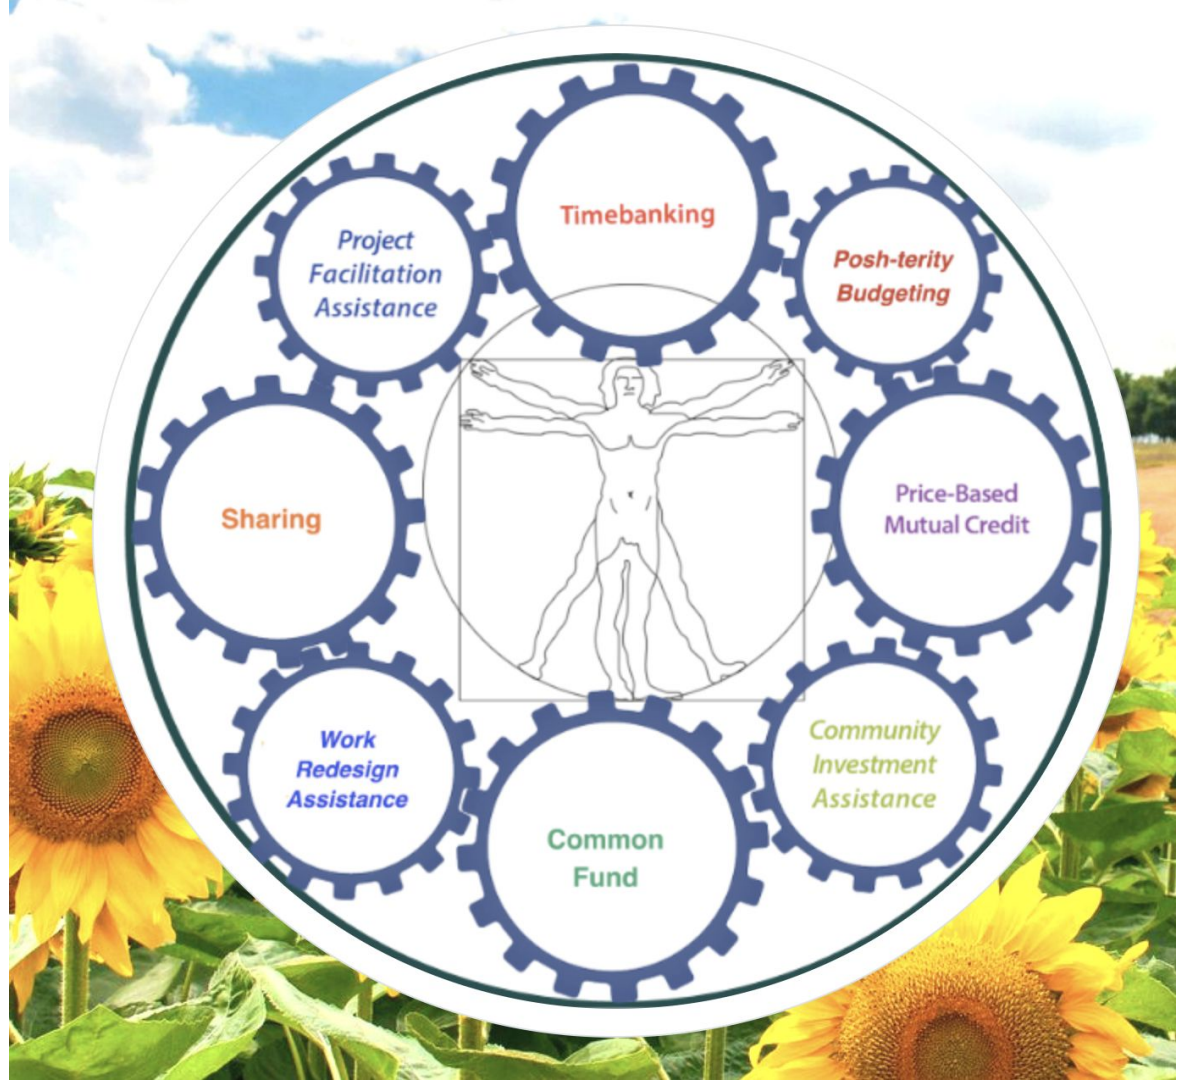 Timebanking
Project
Facilitation
Assistance
Posh-terity
Budgeting
Sharing
Price-Based
Mutual Credit
Work
Redesign
Assistance
Community
Investment
Assistance
Common
Fund